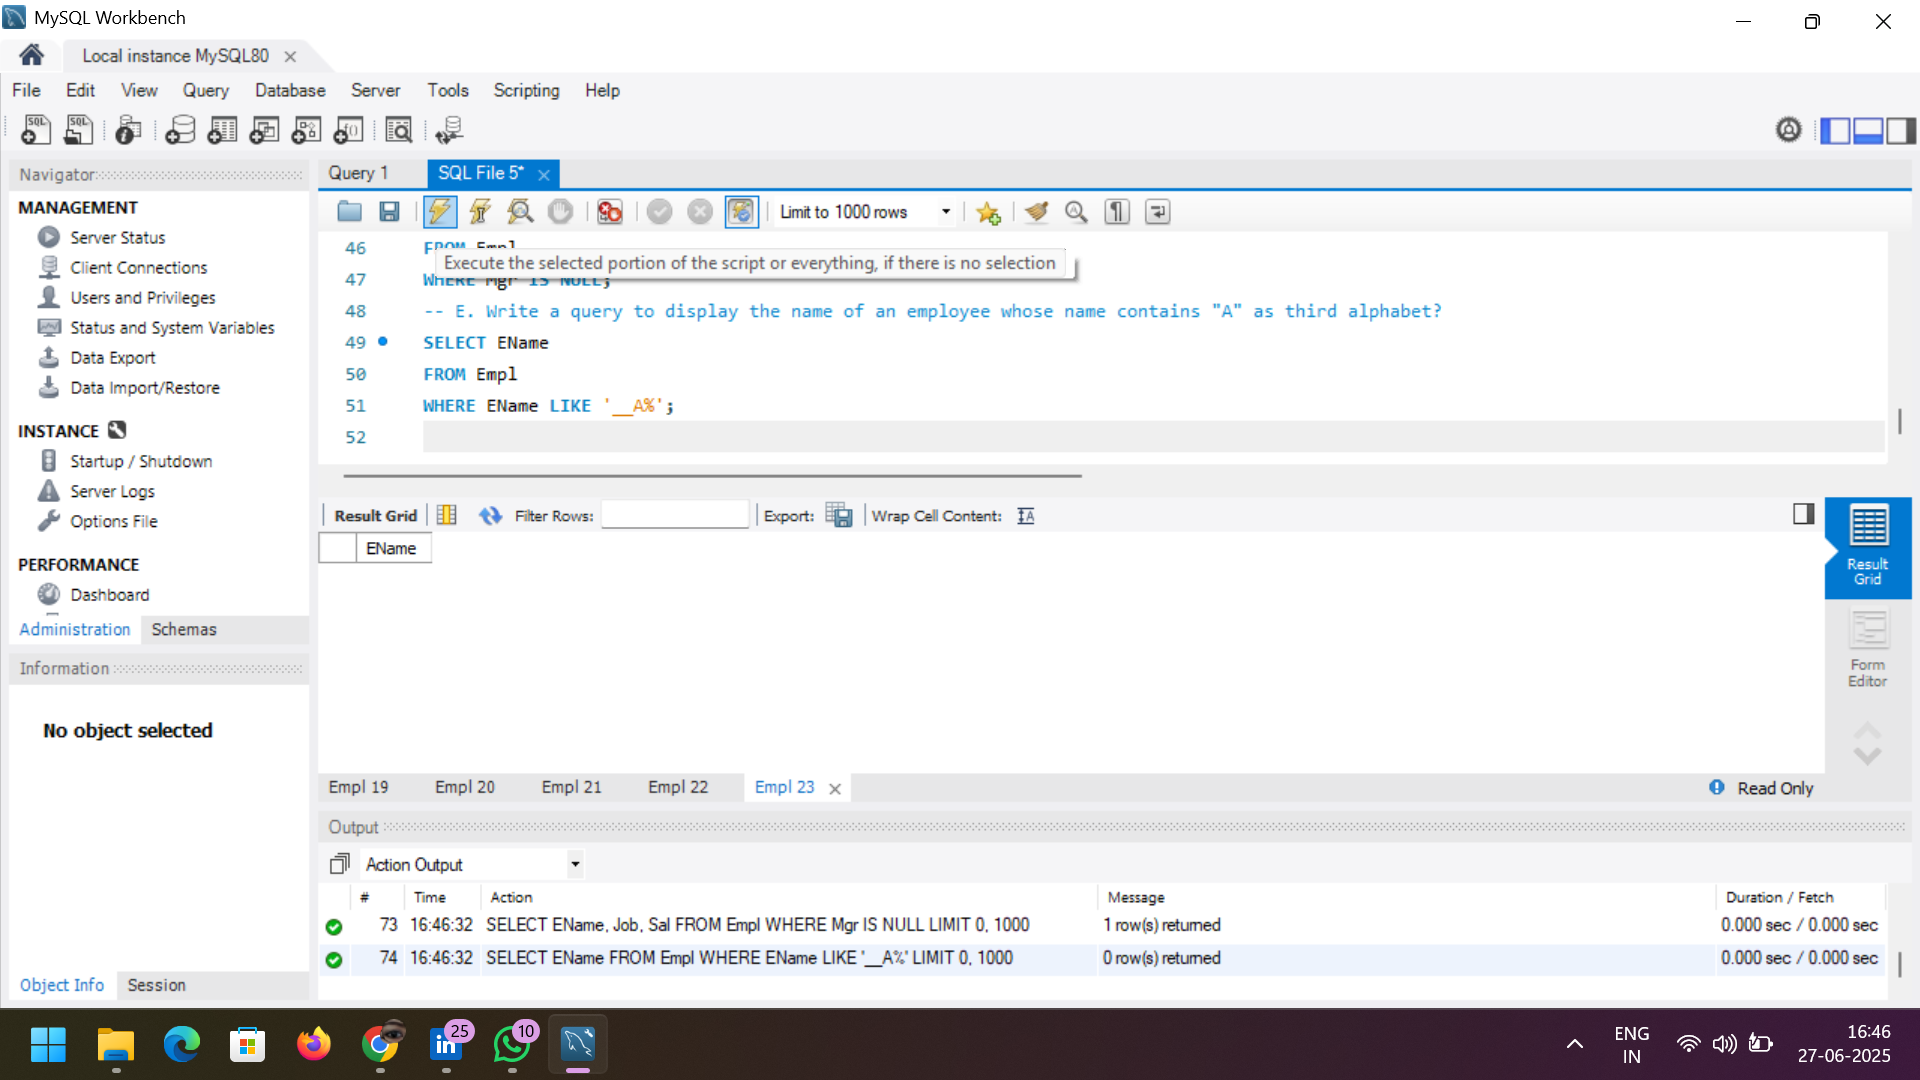 MySQL Workbench
Local instance MySQL80
File Edit View Query Database Server Tools Scripting Help
Navigator
MANAGEMENT
Server Status
Client Connections
Users and Privileges
Status and System Variables
Data Export
Data Import/Restore
INSTANCE
Startup / Shutdown
Server Logs
Options File
PERFORMANCE
Dashboard
Administration Schemas
Information
No object selected
Object Info Session
Query 1 SQL File 5*
Limit to 1000 rows
46 FROM Empl
Execute the selected portion of the script or everything, if there is no selection
47 WHERE Mgr IS NULL;
48 -- E. Write a query to display the name of an employee whose name contains "A" as third alphabet?
49 SELECT EName
50 FROM Empl
51 WHERE EName LIKE '__A%';
52
Result Grid Filter Rows: Export: Wrap Cell Content:
EName
Result Grid
Form Editor
Empl 19 Empl 20 Empl 21 Empl 22 Empl 23 Read Only
Output
Action Output
# Time Action Message Duration / Fetch
73 16:46:32 SELECT EName, Job, Sal FROM Empl WHERE Mgr IS NULL LIMIT 0, 1000 1 row(s) returned 0.000 sec / 0.000 sec
74 16:46:32 SELECT EName FROM Empl WHERE EName LIKE '__A%' LIMIT 0, 1000 0 row(s) returned 0.000 sec / 0.000 sec
25 10
ENG IN
16:46
27-06-2025